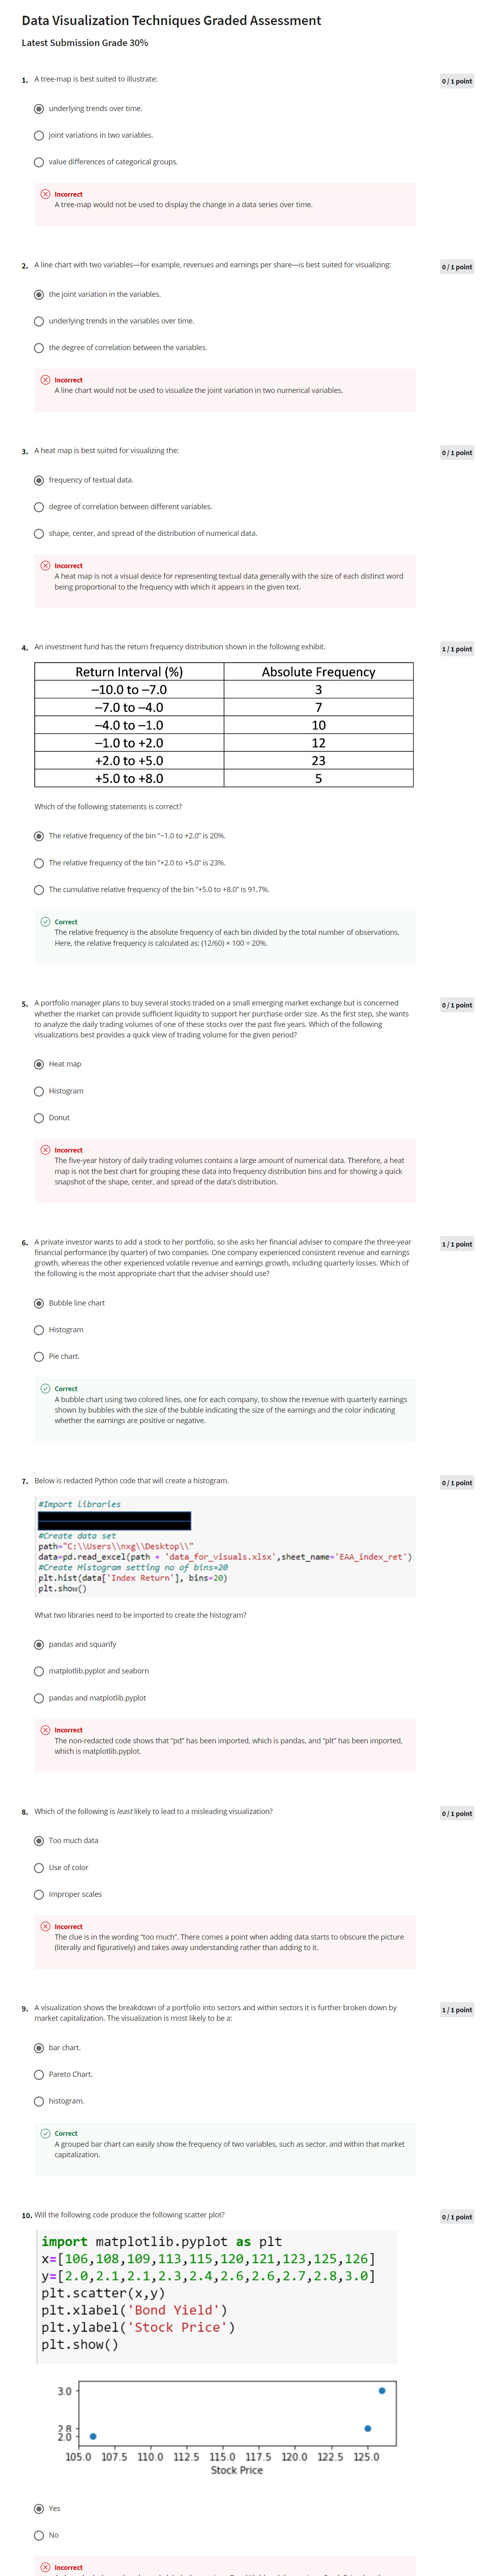 Data Visualization Techniques Graded Assessment
Latest Submission Grade 30%
1. A tree-map is best suited to illustrate:
0 / 1 point
underlying trends over time.
joint variations in two variables.
value differences of categorical groups.
Incorrect
A tree-map would not be used to display the change in a data series over time.
2. A line chart with two variables—for example, revenues and earnings per share—is best suited for visualizing:
0 / 1 point
the joint variation in the variables.
underlying trends in the variables over time.
the degree of correlation between the variables.
Incorrect
A line chart would not be used to visualize the joint variation in two numerical variables.
3. A heat map is best suited for visualizing the:
0 / 1 point
frequency of textual data.
degree of correlation between different variables.
shape, center, and spread of the distribution of numerical data.
Incorrect
A heat map is not a visual device for representing textual data generally with the size of each distinct word
being proportional to the frequency with which it appears in the given text.
4. An investment fund has the return frequency distribution shown in the following exhibit.
1 / 1 point
Return Interval (%) Absolute Frequency
−10.0 to −7.0 3
−7.0 to −4.0 7
−4.0 to −1.0 10
−1.0 to +2.0 12
+2.0 to +5.0 23
+5.0 to +8.0 5
Which of the following statements is correct?
The relative frequency of the bin "−1.0 to +2.0" is 20%.
The relative frequency of the bin "+2.0 to +5.0" is 23%.
The cumulative relative frequency of the bin "+5.0 to +8.0" is 91.7%.
Correct
The relative frequency is the absolute frequency of each bin divided by the total number of observations.
Here, the relative frequency is calculated as: (12/60) × 100 = 20%.
5. A portfolio manager plans to buy several stocks traded on a small emerging market exchange but is concerned
0 / 1 point
whether the market can provide sufficient liquidity to support her purchase order size. As the first step, she wants
to analyze the daily trading volumes of one of these stocks over the past five years. Which of the following
visualizations best provides a quick view of trading volume for the given period?
Heat map
Histogram
Donut
Incorrect
The five-year history of daily trading volumes contains a large amount of numerical data. Therefore, a heat
map is not the best chart for grouping these data into frequency distribution bins and for showing a quick
snapshot of the shape, center, and spread of the data's distribution.
6. A private investor wants to add a stock to her portfolio, so she asks her financial adviser to compare the three-year
1 / 1 point
financial performance (by quarter) of two companies. One company experienced consistent revenue and earnings
growth, whereas the other experienced volatile revenue and earnings growth, including quarterly losses. Which of
the following is the most appropriate chart that the adviser should use?
Bubble line chart
Histogram
Pie chart.
Correct
A bubble chart using two colored lines, one for each company, to show the revenue with quarterly earnings
shown by bubbles with the size of the bubble indicating the size of the earnings and the color indicating
whether the earnings are positive or negative.
7. Below is redacted Python code that will create a histogram.
0 / 1 point
#Import libraries
#Create data set
path="C:\\Users\\nxg\\Desktop\\"
data=pd.read_excel(path + 'data_for_visuals.xlsx',sheet_name='EAA_index_ret')
#Create Histogram setting no of bins=20
plt.hist(data['Index Return'], bins=20)
plt.show()
What two libraries need to be imported to create the histogram?
pandas and squarify
matplotlib.pyplot and seaborn
pandas and matplotlib.pyplot
Incorrect
The non-redacted code shows that "pd" has been imported, which is pandas, and "plt" has been imported,
which is matplotlib.pyplot.
8. Which of the following is least likely to lead to a misleading visualization?
0 / 1 point
Too much data
Use of color
Improper scales
Incorrect
The clue is in the wording "too much". There comes a point when adding data starts to obscure the picture
(literally and figuratively) and takes away understanding rather than adding to it.
9. A visualization shows the breakdown of a portfolio into sectors and within sectors it is further broken down by
1 / 1 point
market capitalization. The visualization is most likely to be a:
bar chart.
Pareto Chart.
histogram.
Correct
A grouped bar chart can easily show the frequency of two variables, such as sector, and within that market
capitalization.
10. Will the following code produce the following scatter plot?
0 / 1 point
import matplotlib.pyplot as plt
x=[106,108,109,113,115,120,121,123,125,126]
y=[2.0,2.1,2.1,2.3,2.4,2.6,2.6,2.7,2.8,3.0]
plt.scatter(x,y)
plt.xlabel('Bond Yield')
plt.ylabel('Stock Price')
plt.show()
3.0
2.8
2.0
105.0 107.5 110.0 112.5 115.0 117.5 120.0 122.5 125.0
Stock Price
Yes
No
Incorrect